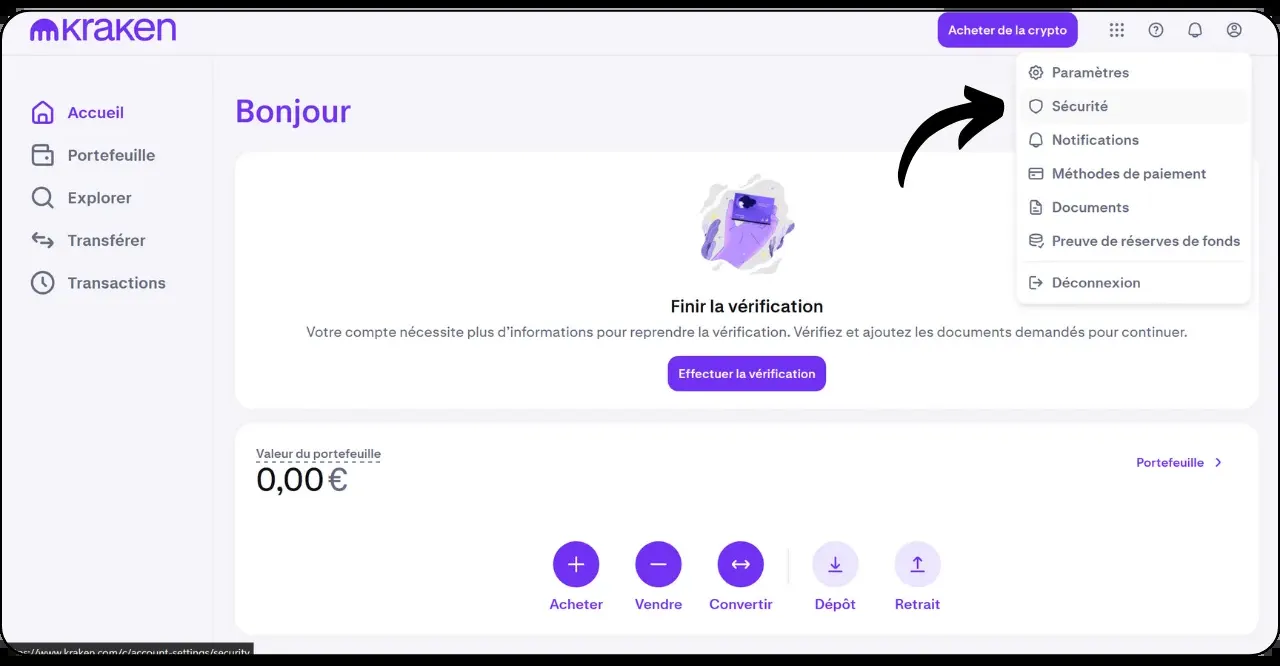 kraken
Acheter de la crypto
Paramètres
Sécurité
Notifications
Méthodes de paiement
Documents
Preuve de réserves de fonds
Déconnexion
Accueil
Portefeuille
Explorer
Transférer
Transactions
Bonjour
Finir la vérification
Votre compte nécessite plus d'informations pour reprendre la vérification. Vérifiez et ajoutez les documents demandés pour continuer.
Effectuer la vérification
Valeur du portefeuille
0,00 €
Portefeuille
Acheter
Vendre
Convertir
Dépôt
Retrait
ps://www.kraken.com/c/account-settings/security